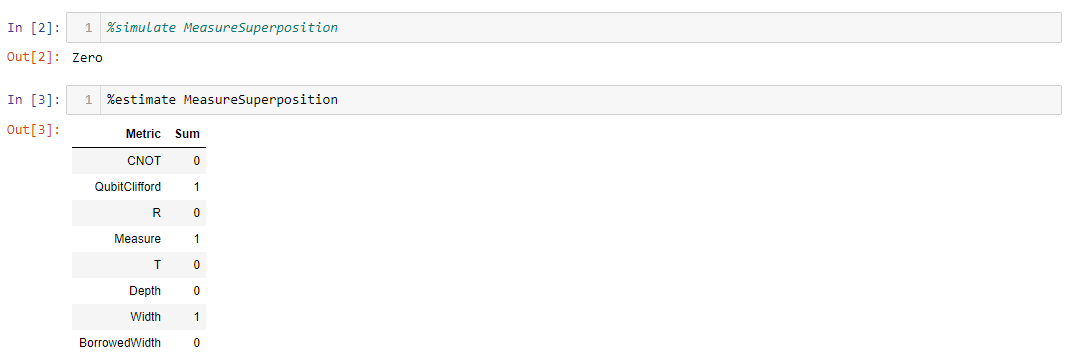 In [2]: 1 %simulate MeasureSuperposition
Out[2]: Zero
In [3]: 1 %estimate MeasureSuperposition
Out[3]:
Metric Sum
CNOT 0
QubitClifford 1
R 0
Measure 1
T 0
Depth 0
Width 1
BorrowedWidth 0